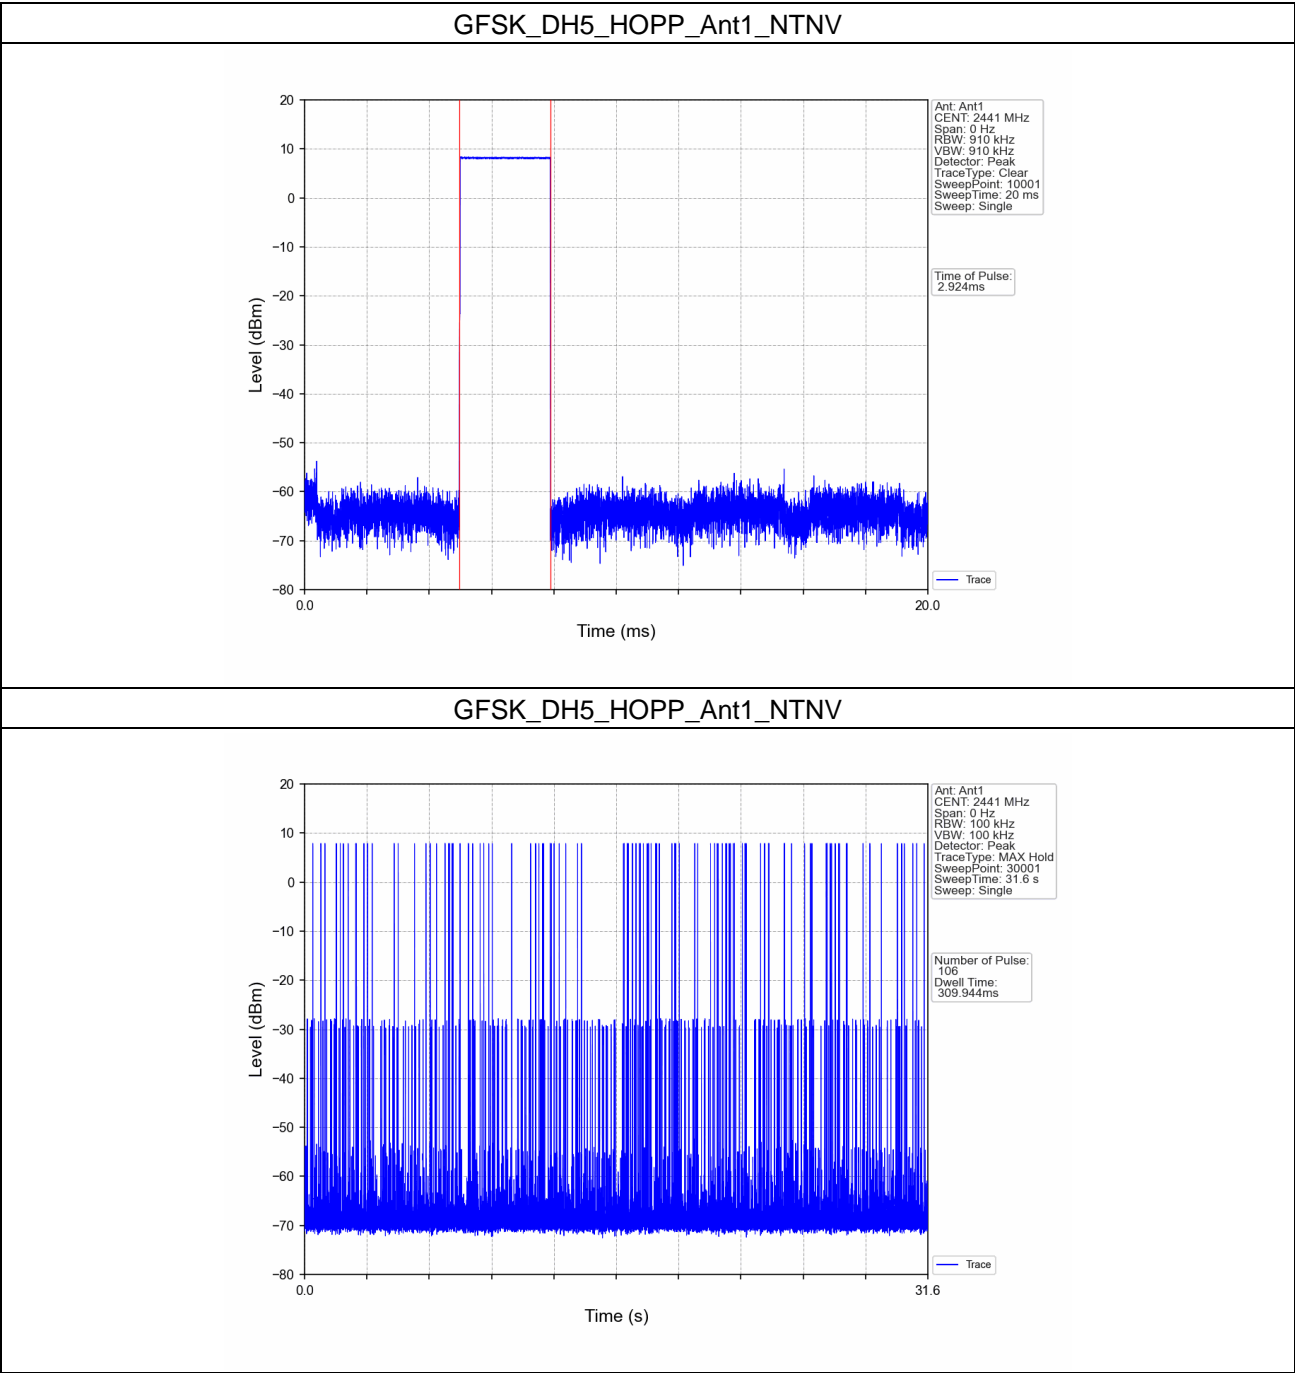 GFSK_DH5_HOPP_Ant1_NTNV
20
10
0
−10
−20
−30
−40
−50
−60
−70
−80
Level (dBm)
0.0
20.0
Time (ms)
Ant: Ant1
CENT: 2441 MHz
Span: 0 Hz
RBW: 910 kHz
VBW: 910 kHz
Detector: Peak
TraceType: Clear
SweepPoint: 10001
SweepTime: 20 ms
Sweep: Single
Time of Pulse:
2.924ms
Trace
GFSK_DH5_HOPP_Ant1_NTNV
20
10
0
−10
−20
−30
−40
−50
−60
−70
−80
Level (dBm)
0.0
31.6
Time (s)
Ant: Ant1
CENT: 2441 MHz
Span: 0 Hz
RBW: 100 kHz
VBW: 100 kHz
Detector: Peak
TraceType: MAX Hold
SweepPoint: 30001
SweepTime: 31.6 s
Sweep: Single
Number of Pulse:
106
Dwell Time:
309.944ms
Trace